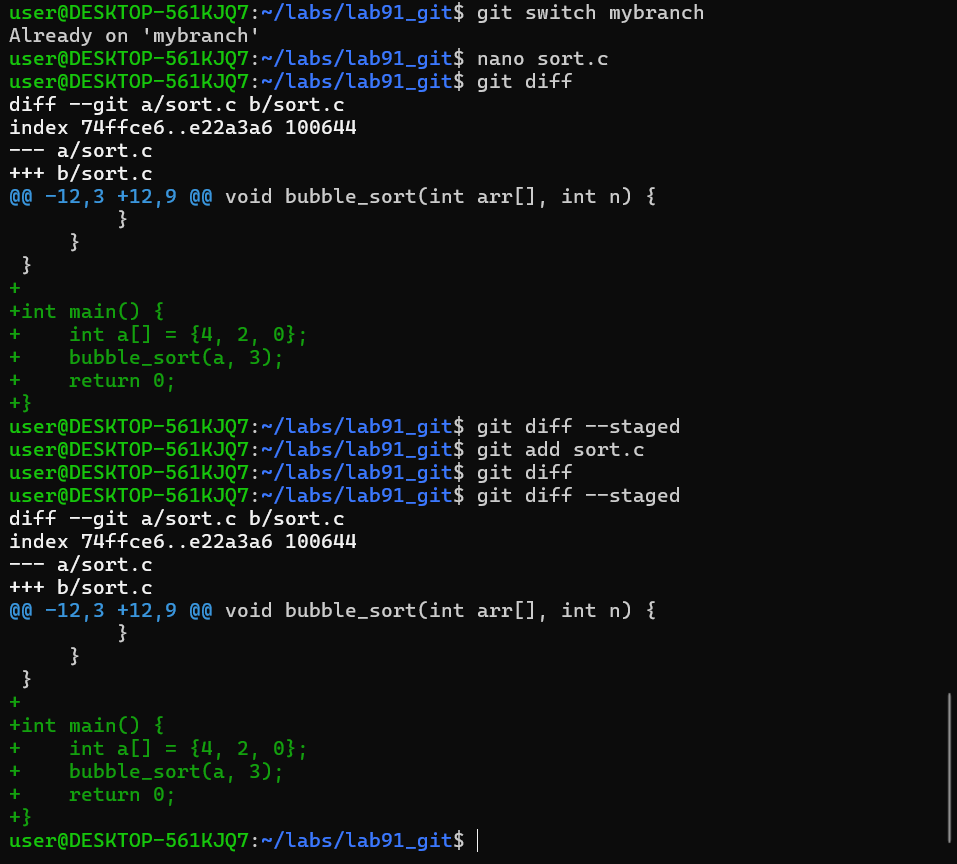 user@DESKTOP-561KJQ7:~/labs/lab91_git$ git switch mybranch
Already on 'mybranch'
user@DESKTOP-561KJQ7:~/labs/lab91_git$ nano sort.c
user@DESKTOP-561KJQ7:~/labs/lab91_git$ git diff
diff --git a/sort.c b/sort.c
index 74ffce6..e22a3a6 100644
--- a/sort.c
+++ b/sort.c
@@ -12,3 +12,9 @@ void bubble_sort(int arr[], int n) {
         }
     }
 }
+
+int main() {
+    int a[] = {4, 2, 0};
+    bubble_sort(a, 3);
+    return 0;
+}
user@DESKTOP-561KJQ7:~/labs/lab91_git$ git diff --staged
user@DESKTOP-561KJQ7:~/labs/lab91_git$ git add sort.c
user@DESKTOP-561KJQ7:~/labs/lab91_git$ git diff
user@DESKTOP-561KJQ7:~/labs/lab91_git$ git diff --staged
diff --git a/sort.c b/sort.c
index 74ffce6..e22a3a6 100644
--- a/sort.c
+++ b/sort.c
@@ -12,3 +12,9 @@ void bubble_sort(int arr[], int n) {
         }
     }
 }
+
+int main() {
+    int a[] = {4, 2, 0};
+    bubble_sort(a, 3);
+    return 0;
+}
user@DESKTOP-561KJQ7:~/labs/lab91_git$